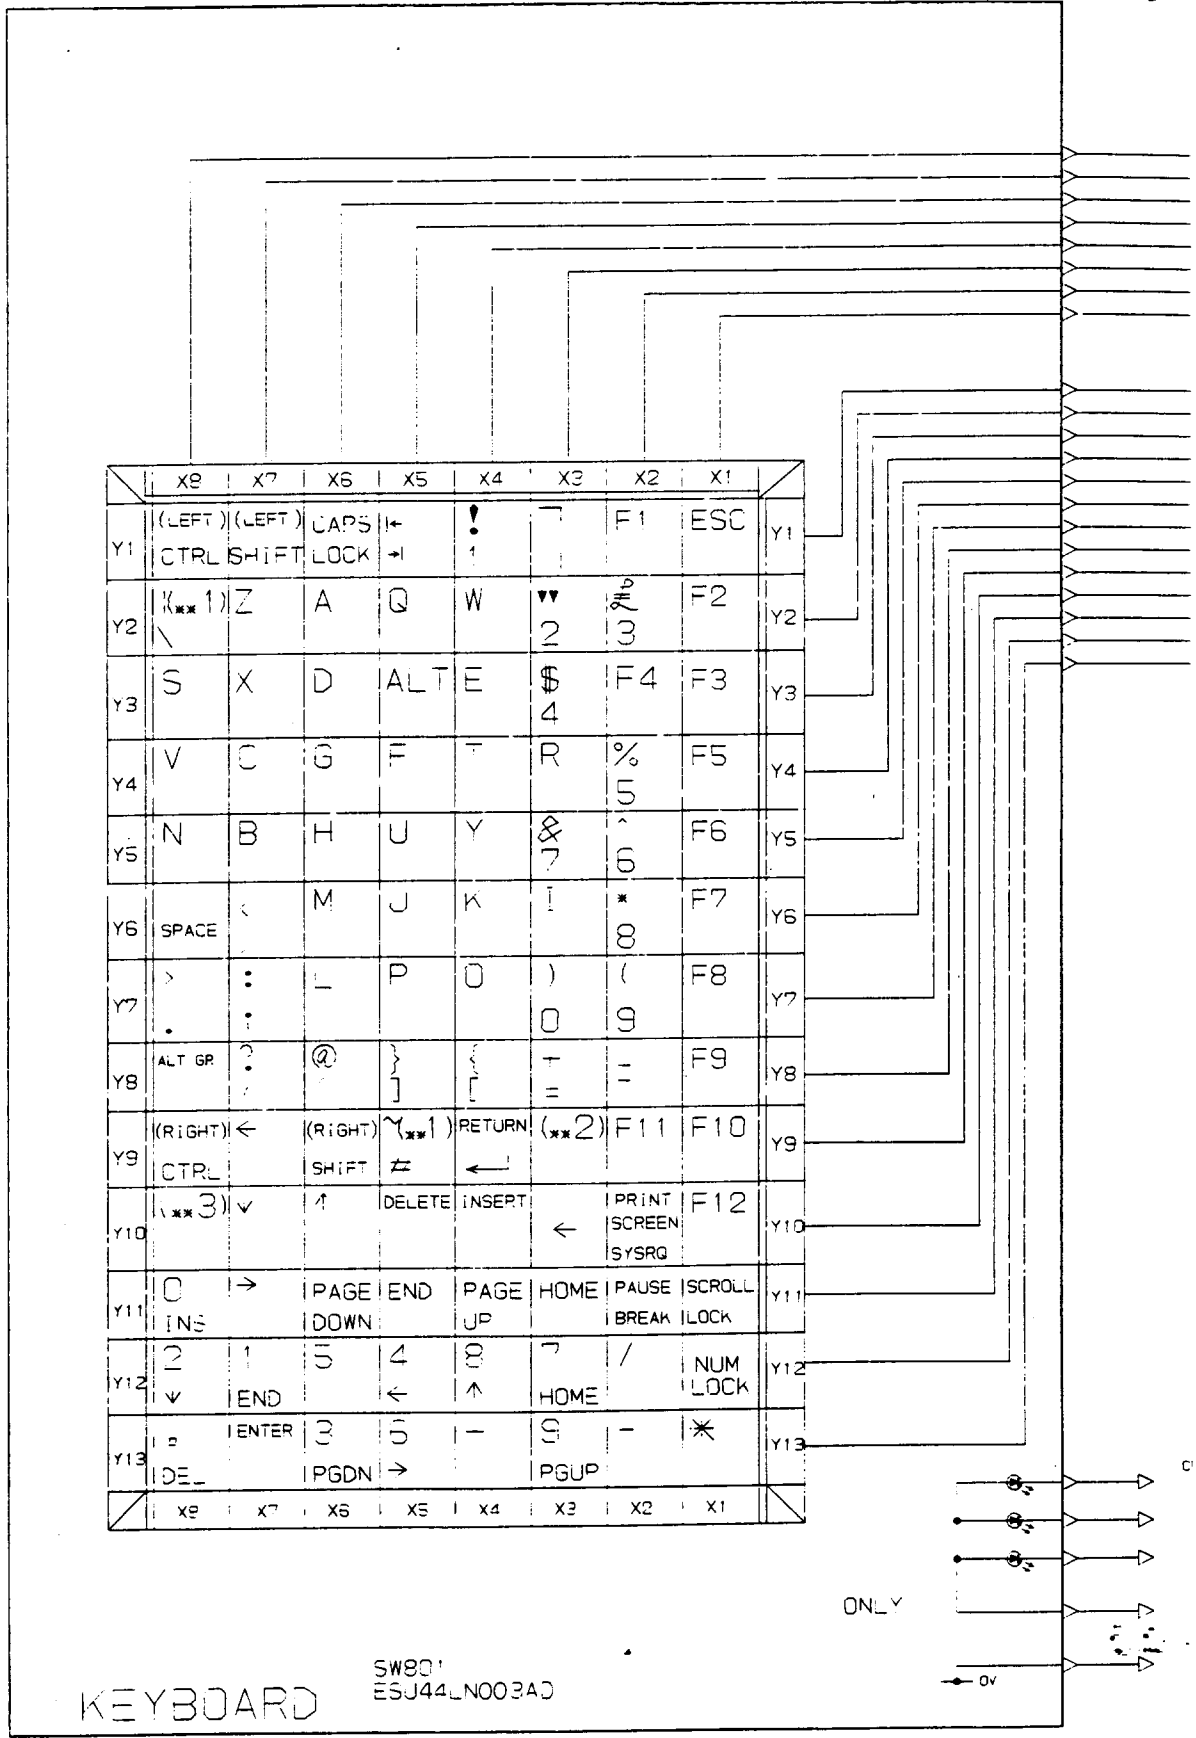 X8 X7 X6 X5 X4 X3 X2 X1
(LEFT) (LEFT) CAPS |← ! ¬ F1 ESC
Y1 CTRL SHIFT LOCK →| 1 Y1
|(**1) Z A Q W " £ F2
Y2 \ 2 3 Y2
S X D ALT E $ F4 F3
Y3 4 Y3
V C G F T R % F5
Y4 5 Y4
N B H U Y & ^ F6
Y5 7 6 Y5
< M J K I * F7
Y6 SPACE 8 Y6
> : L P O ) ( F8
Y7 . ; 0 9 Y7
ALT GR ? @ } { + - F9
Y8 / ' ] [ = - Y8
(RIGHT) ← (RIGHT) ~(**1) RETURN (**2) F11 F10
Y9 CTRL SHIFT # Y9
(**3) ↓ ↑ DELETE INSERT PRINT F12
Y10 ← SCREEN Y10
SYSRQ
0 → PAGE END PAGE HOME PAUSE SCROLL
Y11 INS DOWN UP BREAK LOCK Y11
2 1 5 4 8 7 / NUM
Y12 ↓ END ← ↑ HOME LOCK Y12
. ENTER 3 6 - 9 - *
Y13 DEL PGDN → PGUP Y13
X8 X7 X6 X5 X4 X3 X2 X1
ONLY
0V
SW801
ESJ44LN003AD
KEYBOARD